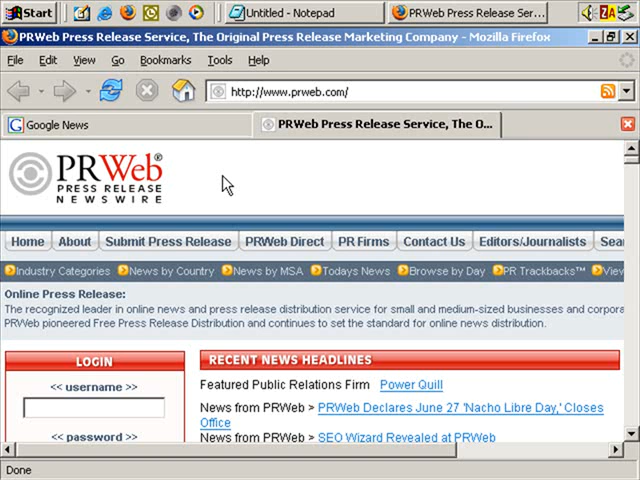 Start
Untitled - Notepad
PRWeb Press Release Ser...
PRWeb Press Release Service, The Original Press Release Marketing Company - Mozilla Firefox
File Edit View Go Bookmarks Tools Help
http://www.prweb.com/
Google News
PRWeb Press Release Service, The O...
PRWeb®
PRESS RELEASE
NEWSWIRE
Home About Submit Press Release PRWeb Direct PR Firms Contact Us Editors/Journalists Sear
Industry Categories News by Country News by MSA Todays News Browse by Day PR Trackbacks™ View
Online Press Release:
The recognized leader in online news and press release distribution service for small and medium-sized businesses and corpora
PRWeb pioneered Free Press Release Distribution and continues to set the standard for online news distribution.
LOGIN
<< username >>
<< password >>
RECENT NEWS HEADLINES
Featured Public Relations Firm Power Quill
News from PRWeb > PRWeb Declares June 27 'Nacho Libre Day,' Closes
Office
News from PRWeb > SEO Wizard Revealed at PRWeb
Done